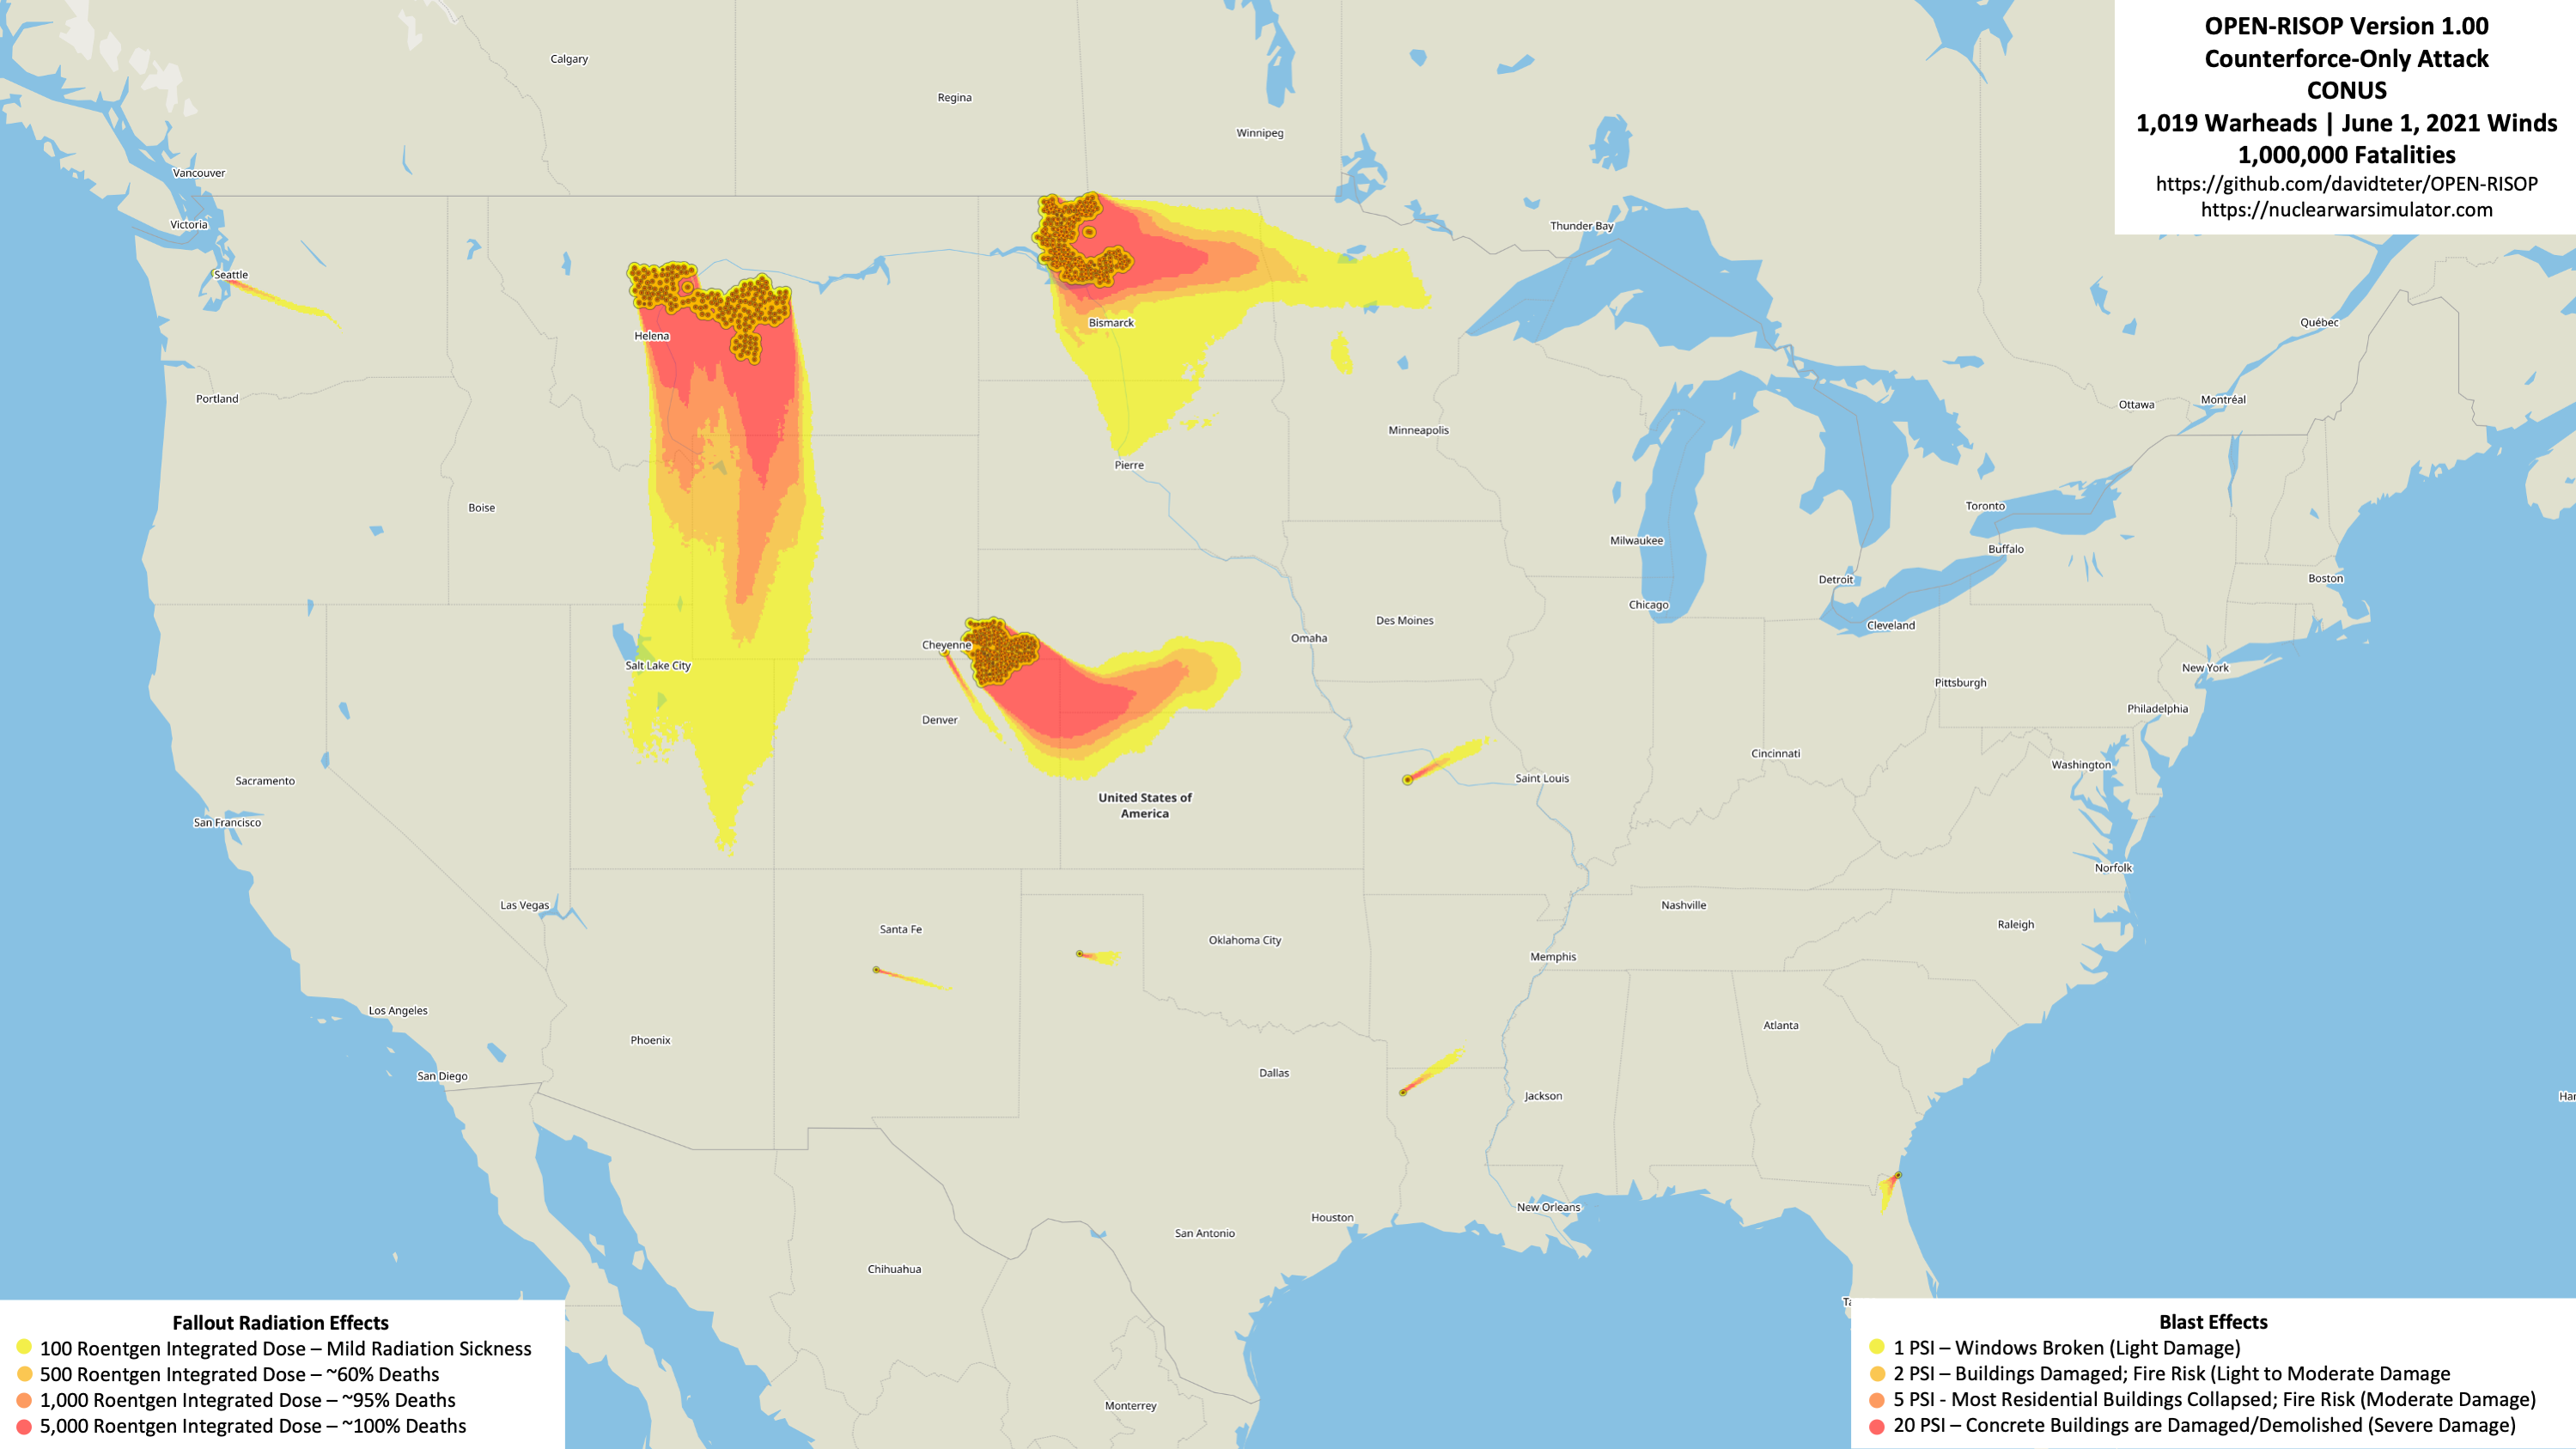 OPEN-RISOP Version 1.00
Counterforce-Only Attack
CONUS
1,019 Warheads | June 1, 2021 Winds
1,000,000 Fatalities
https://github.com/davidteter/OPEN-RISOP
https://nuclearwarsimulator.com
Calgary
Regina
Winnipeg
Vancouver
Victoria
Thunder Bay
Seattle
Québec
Bismarck
Helena
Portland
Montréal
Ottawa
Minneapolis
Pierre
Boise
Toronto
Milwaukee
Buffalo
Detroit
Boston
Chicago
Des Moines
Cleveland
Omaha
Cheyenne
Salt Lake City
New York
Pittsburgh
Denver
Philadelphia
Cincinnati
Washington
Saint Louis
Sacramento
United States of
America
San Francisco
Norfolk
Las Vegas
Nashville
Raleigh
Santa Fe
Oklahoma City
Memphis
Los Angeles
Atlanta
Phoenix
Dallas
San Diego
Jackson
Har
New Orleans
Houston
San Antonio
Chihuahua
Ta
Monterrey
Fallout Radiation Effects
100 Roentgen Integrated Dose – Mild Radiation Sickness
500 Roentgen Integrated Dose – ~60% Deaths
1,000 Roentgen Integrated Dose – ~95% Deaths
5,000 Roentgen Integrated Dose – ~100% Deaths
Blast Effects
1 PSI – Windows Broken (Light Damage)
2 PSI – Buildings Damaged; Fire Risk (Light to Moderate Damage
5 PSI - Most Residential Buildings Collapsed; Fire Risk (Moderate Damage)
20 PSI – Concrete Buildings are Damaged/Demolished (Severe Damage)